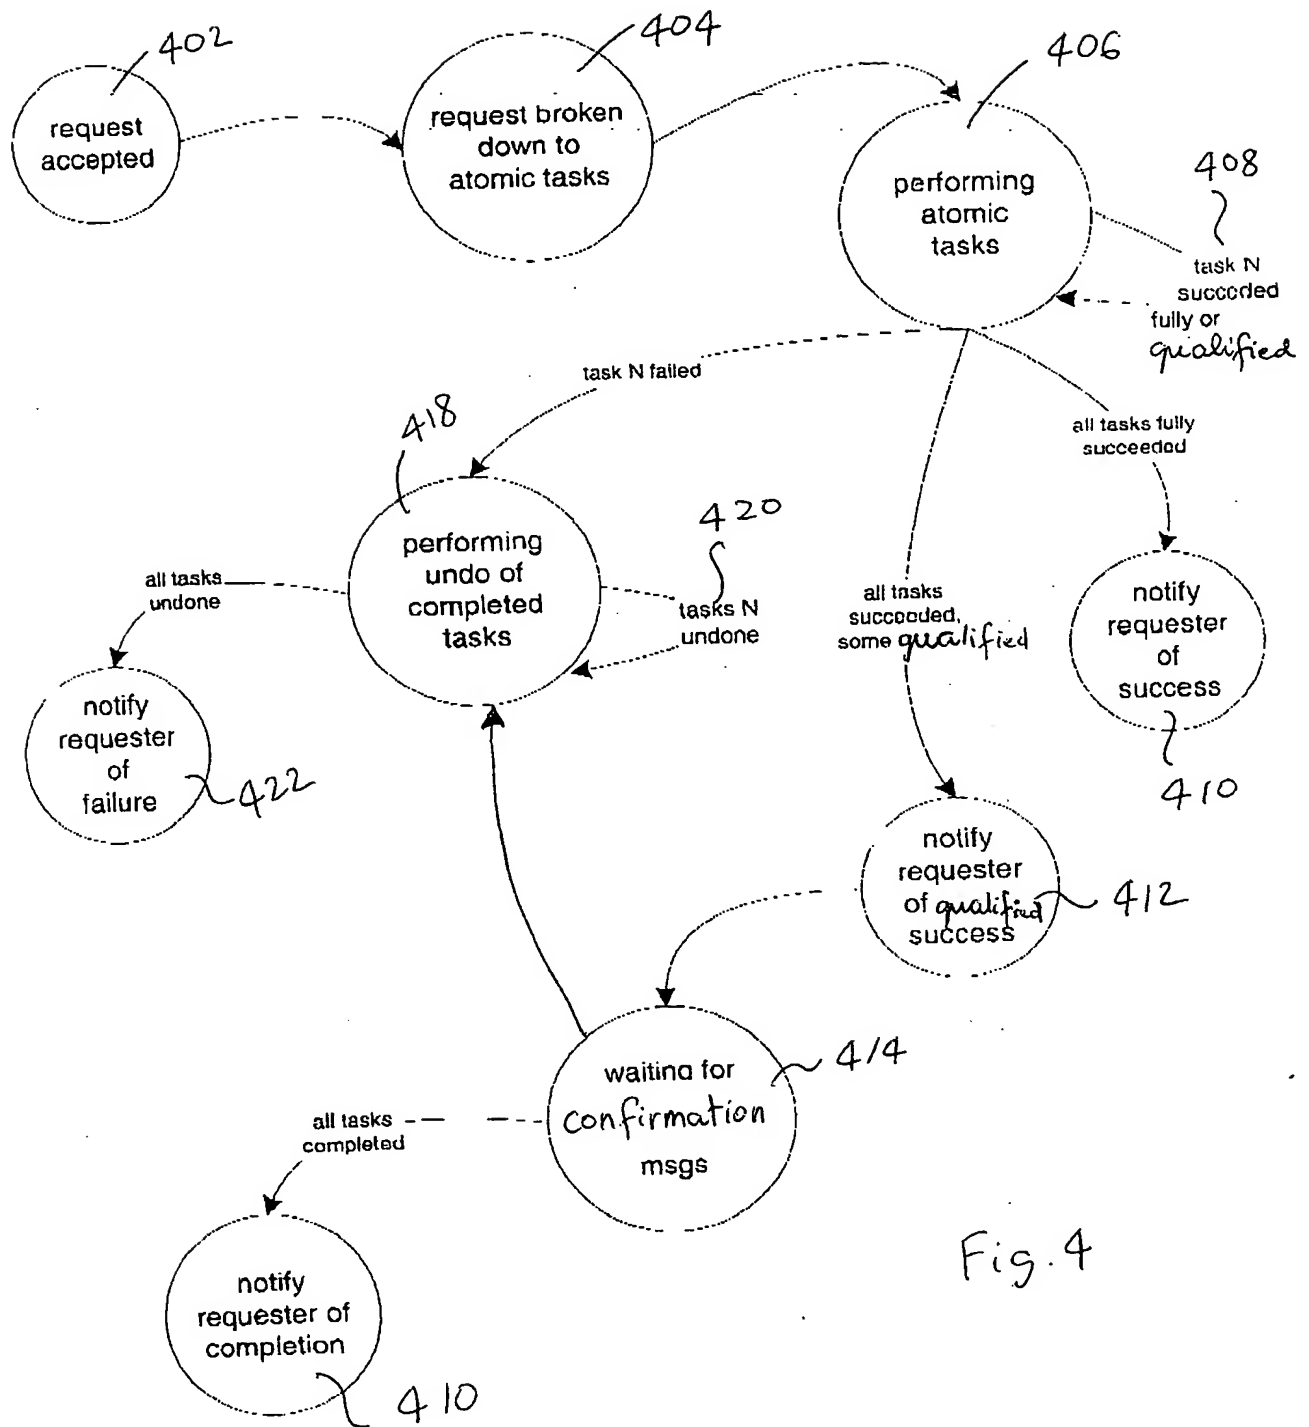 402
404
406
request
accepted
request broken
down to
atomic tasks
performing
atomic
tasks
408
task N
succeded
fully or
qualified
task N failed
418
all tasks fully
succeeded
420
performing
undo of
completed
tasks
all tasks
undone
tasks N
undone
all tasks
succeeded,
some qualified
notify
requester
of
success
410
notify
requester
of
failure
422
notify
requester
of qualified
success
412
414
waiting for
confirmation
msgs
all tasks
completed
notify
requester of
completion
410
Fig. 4